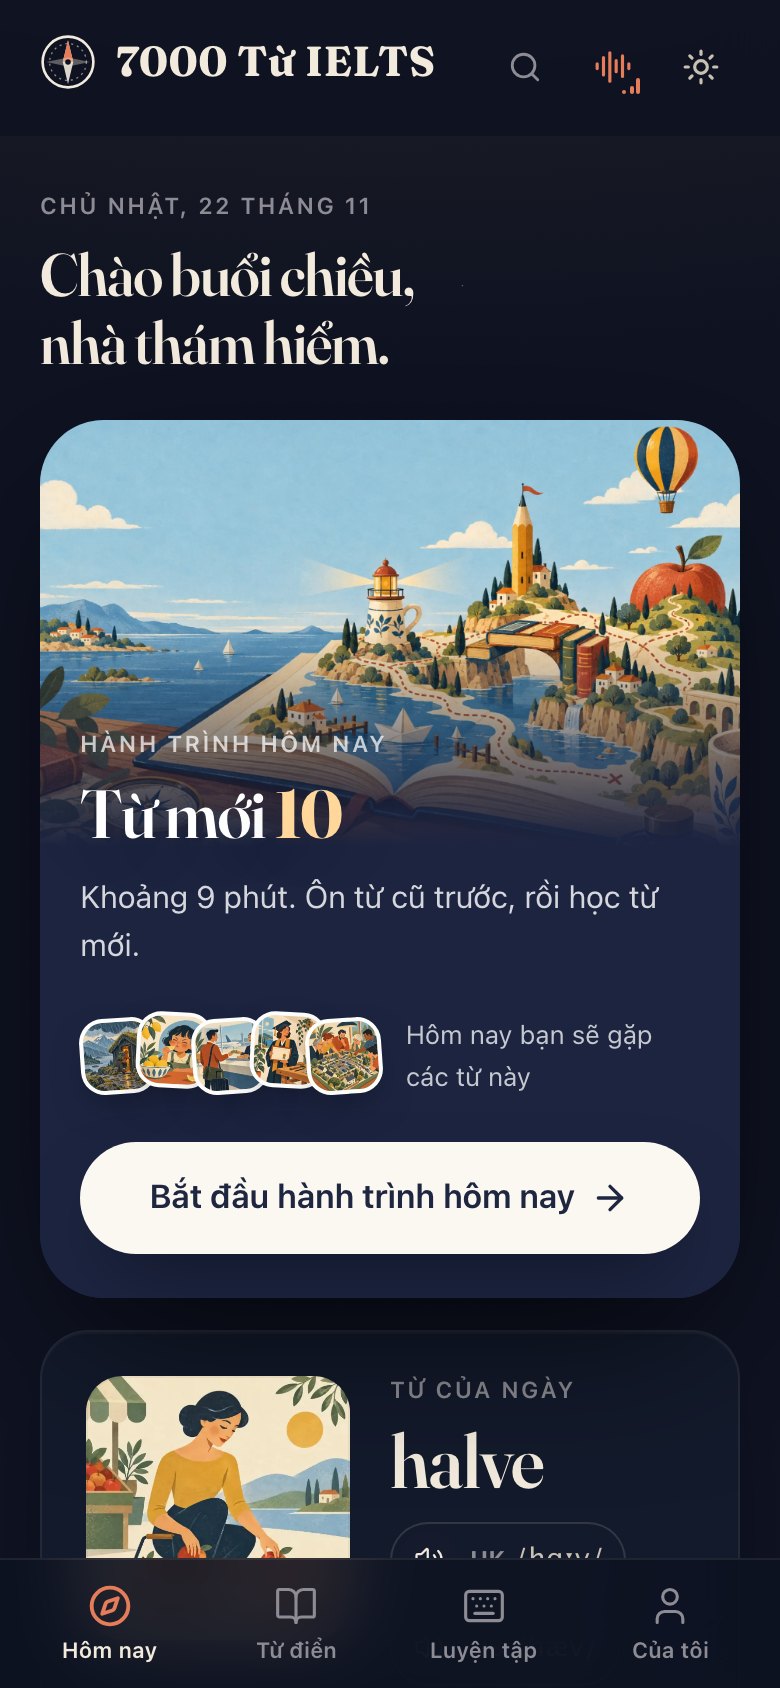 7000 Từ IELTS
CHỦ NHẬT, 22 THÁNG 11
Chào buổi chiều,
nhà thám hiểm.
HÀNH TRÌNH HÔM NAY
Từ mới 10
Khoảng 9 phút. Ôn từ cũ trước, rồi học từ
mới.
Hôm nay bạn sẽ gặp
các từ này
Bắt đầu hành trình hôm nay
TỪ CỦA NGÀY
halve
UK /hɑːv/
Hôm nay
Từ điển
Luyện tập
Của tôi